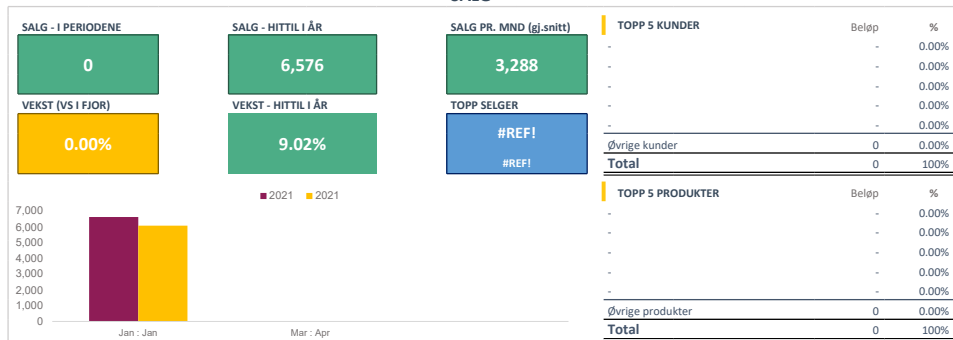 SALG - I PERIODENE
0
SALG - HITTIL I ÅR
6,576
SALG PR. MND (gj.snitt)
3,288
VEKST (VS I FJOR)
0.00%
VEKST - HITTIL I ÅR
9.02%
TOPP SELGER
#REF!
#REF!
2021 2021
7,000
6,000
5,000
4,000
3,000
2,000
1,000
0
Jan : Jan Mar : Apr
TOPP 5 KUNDER Beløp %
- - 0.00%
- - 0.00%
- - 0.00%
- - 0.00%
- - 0.00%
Øvrige kunder 0 0.00%
Total 0 100%
TOPP 5 PRODUKTER Beløp %
- - 0.00%
- - 0.00%
- - 0.00%
- - 0.00%
- - 0.00%
Øvrige produkter 0 0.00%
Total 0 100%